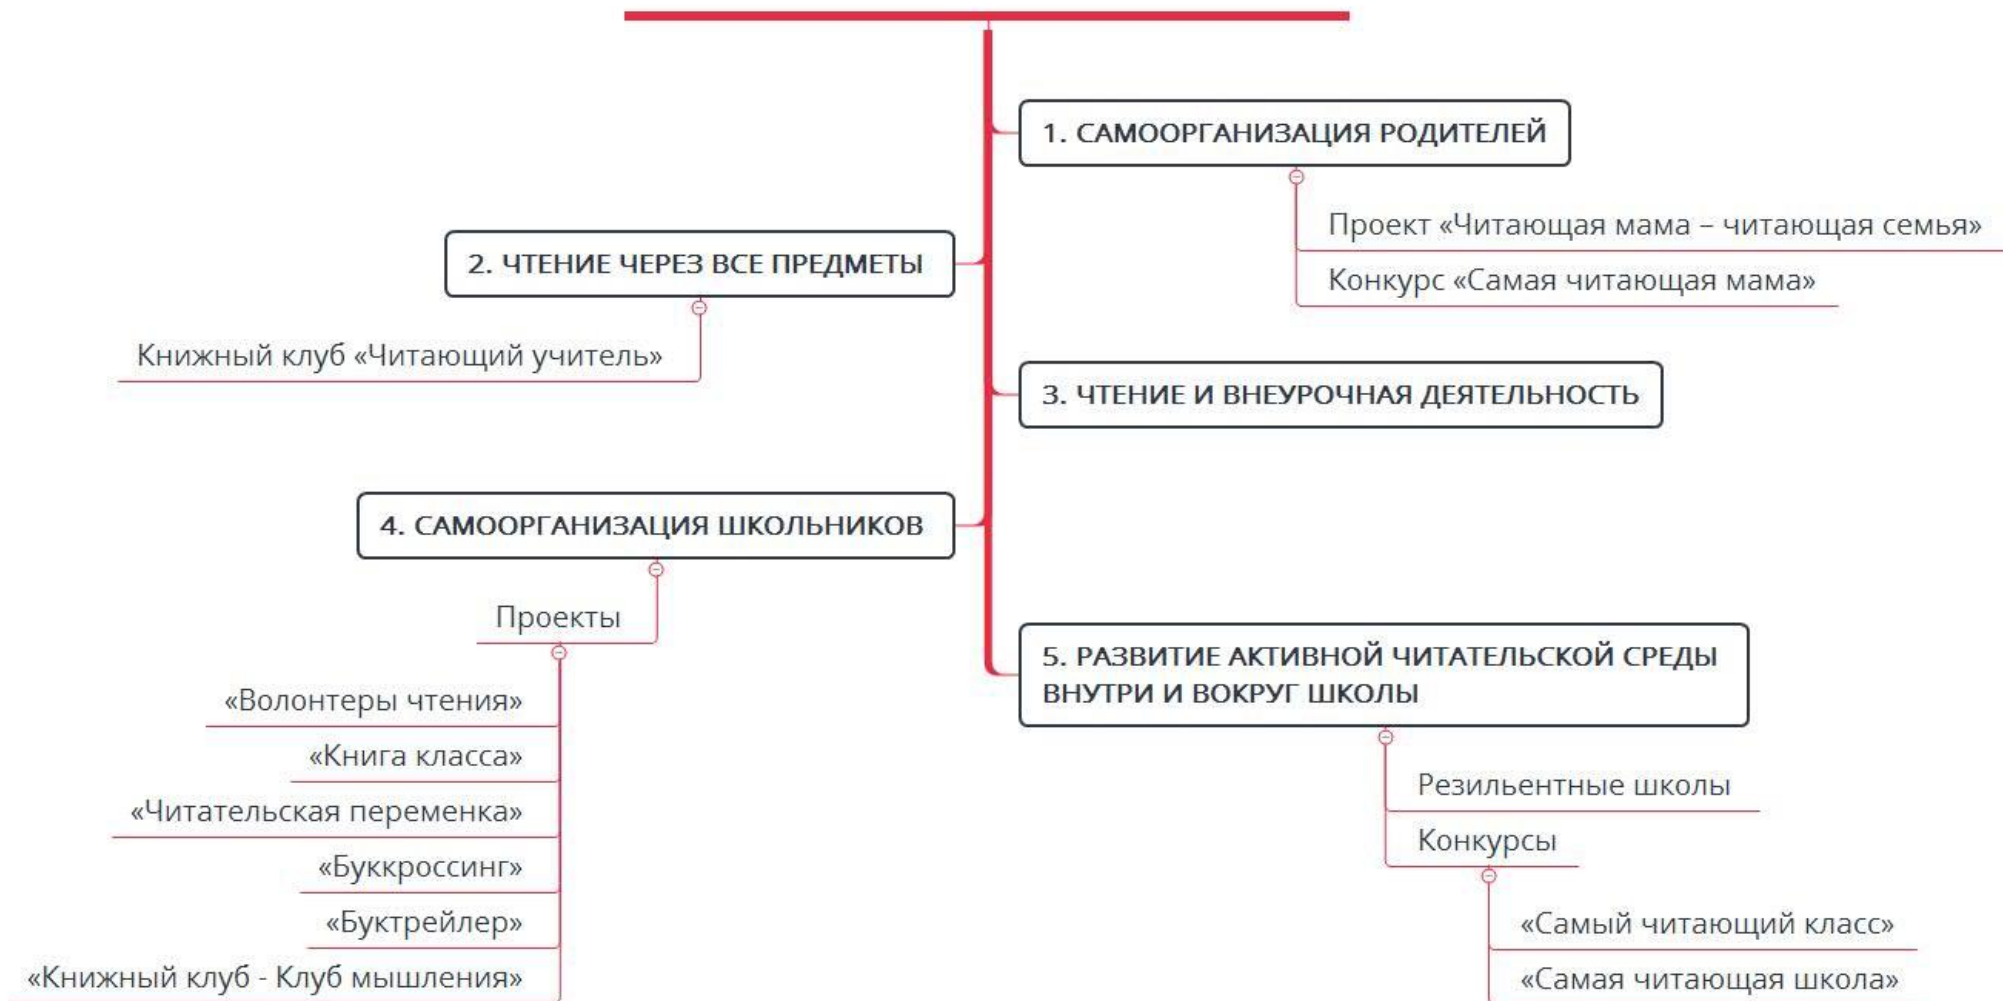 1. САМООРГАНИЗАЦИЯ РОДИТЕЛЕЙ
Проект «Читающая мама – читающая семья»
Конкурс «Самая читающая мама»
2. ЧТЕНИЕ ЧЕРЕЗ ВСЕ ПРЕДМЕТЫ
Книжный клуб «Читающий учитель»
3. ЧТЕНИЕ И ВНЕУРОЧНАЯ ДЕЯТЕЛЬНОСТЬ
4. САМООРГАНИЗАЦИЯ ШКОЛЬНИКОВ
Проекты
«Волонтеры чтения»
«Книга класса»
«Читательская переменка»
«Буккроссинг»
«Буктрейлер»
«Книжный клуб - Клуб мышления»
5. РАЗВИТИЕ АКТИВНОЙ ЧИТАТЕЛЬСКОЙ СРЕДЫ
ВНУТРИ И ВОКРУГ ШКОЛЫ
Резильентные школы
Конкурсы
«Самый читающий класс»
«Самая читающая школа»